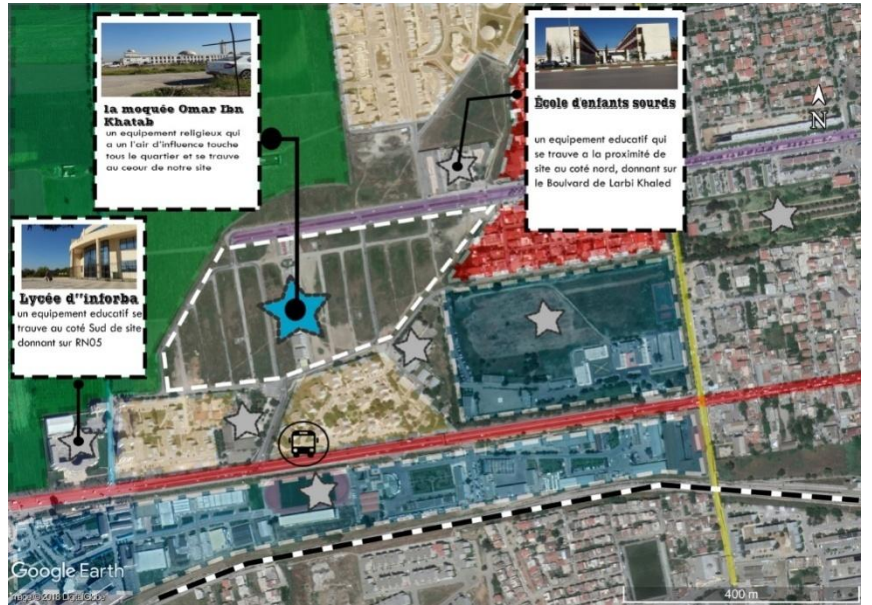 la moquée Omar Ibn
Khatab
un equipement religieux qui
a un l'air d'influence touche
tous le quartier et se trouve
au ceour de notre site
École d'enfants sourds
un equipement educatif qui
se trouve a la proximité de
site au coté nord, donnant sur
le Boulvard de Larbi Khaled
N
Lycée d''inforba
un equipement educatif se
trouve au coté Sud de site
donnant sur RN05
Google Earth
400 m